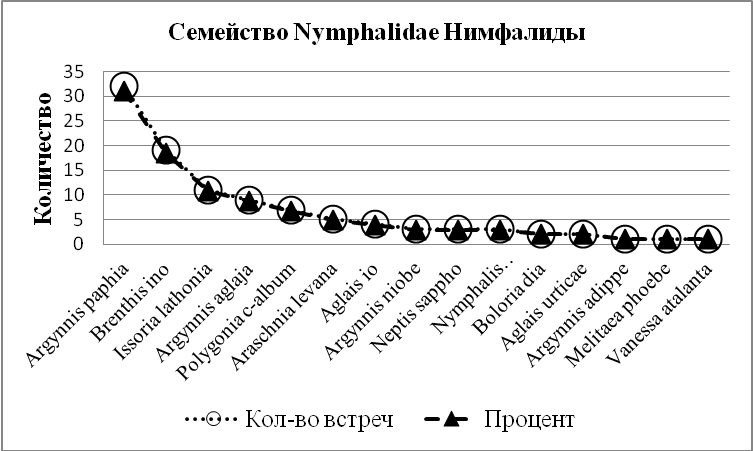 Семейство Nymphalidae Нимфалиды
Количество
35
30
25
20
15
10
5
0
Argynnis paphia
Brenthis ino
Issoria lathonia
Argynnis aglaja
Polygonia c-album
Araschnia levana
Aglais io
Argynnis niobe
Neptis sappho
Nymphalis..
Boloria dia
Aglais urticae
Argynnis adippe
Melitaea phoebe
Vanessa atalanta
Кол-во встреч
Процент